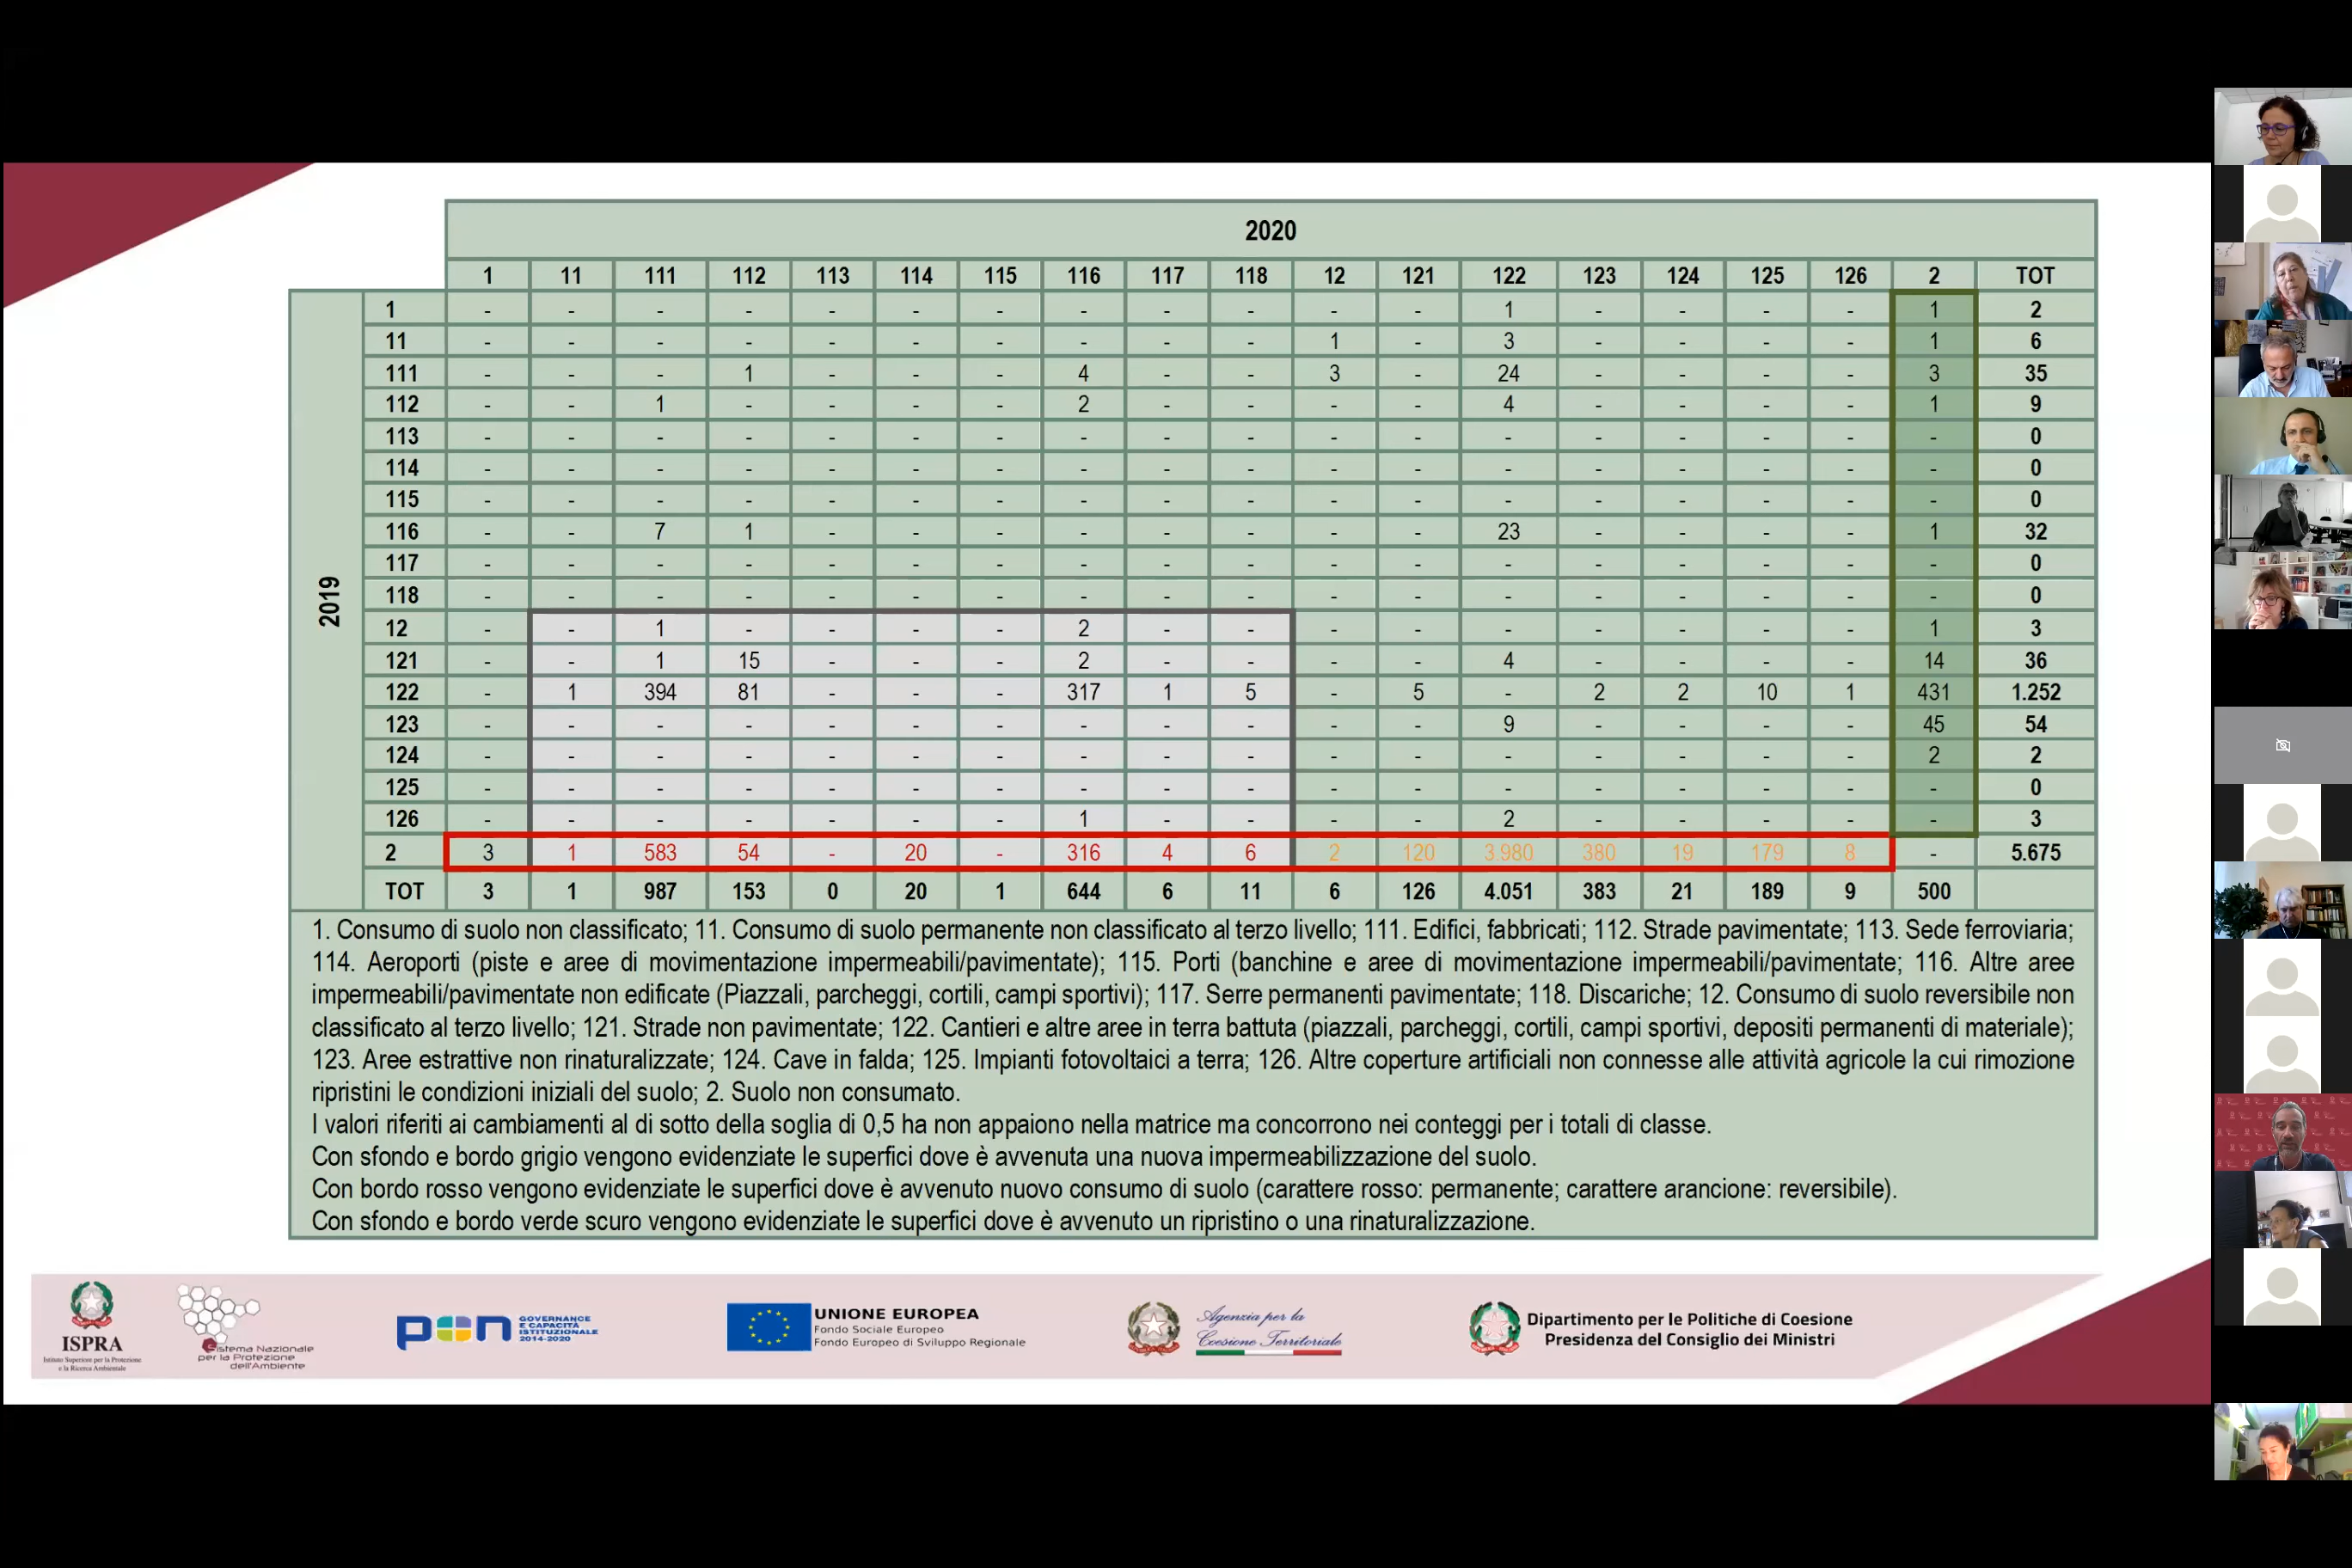 2020
1 11 111 112 113 114 115 116 117 118 12 121 122 123 124 125 126 2 TOT
2019
1 - - - - - - - - - - - - 1 - - - - 1 2
11 - - - - - - - - - - 1 - 3 - - - - 1 6
111 - - - 1 - - - 4 - - 3 - 24 - - - - 3 35
112 - - 1 - - - - 2 - - - - 4 - - - - 1 9
113 - - - - - - - - - - - - - - - - - - 0
114 - - - - - - - - - - - - - - - - - - 0
115 - - - - - - - - - - - - - - - - - - 0
116 - - 7 1 - - - - - - - - 23 - - - - 1 32
117 - - - - - - - - - - - - - - - - - - 0
118 - - - - - - - - - - - - - - - - - - 0
12 - - 1 - - - - 2 - - - - - - - - - 1 3
121 - - 1 15 - - - 2 - - - - 4 - - - - 14 36
122 - 1 394 81 - - - 317 1 5 - 5 - 2 2 10 1 431 1.252
123 - - - - - - - - - - - - 9 - - - - 45 54
124 - - - - - - - - - - - - - - - - - 2 2
125 - - - - - - - - - - - - - - - - - - 0
126 - - - - - - - 1 - - - - 2 - - - - - 3
2 3 1 583 54 - 20 - 316 4 6 2 120 3.980 380 19 179 8 - 5.675
TOT 3 1 987 153 0 20 1 644 6 11 6 126 4.051 383 21 189 9 500
1. Consumo di suolo non classificato; 11. Consumo di suolo permanente non classificato al terzo livello; 111. Edifici, fabbricati; 112. Strade pavimentate; 113. Sede ferroviaria;
114. Aeroporti (piste e aree di movimentazione impermeabili/pavimentate); 115. Porti (banchine e aree di movimentazione impermeabili/pavimentate; 116. Altre aree
impermeabili/pavimentate non edificate (Piazzali, parcheggi, cortili, campi sportivi); 117. Serre permanenti pavimentate; 118. Discariche; 12. Consumo di suolo reversibile non
classificato al terzo livello; 121. Strade non pavimentate; 122. Cantieri e altre aree in terra battuta (piazzali, parcheggi, cortili, campi sportivi, depositi permanenti di materiale);
123. Aree estrattive non rinaturalizzate; 124. Cave in falda; 125. Impianti fotovoltaici a terra; 126. Altre coperture artificiali non connesse alle attività agricole la cui rimozione
ripristini le condizioni iniziali del suolo; 2. Suolo non consumato.
I valori riferiti ai cambiamenti al di sotto della soglia di 0,5 ha non appaiono nella matrice ma concorrono nei conteggi per i totali di classe.
Con sfondo e bordo grigio vengono evidenziate le superfici dove è avvenuta una nuova impermeabilizzazione del suolo.
Con bordo rosso vengono evidenziate le superfici dove è avvenuto nuovo consumo di suolo (carattere rosso: permanente; carattere arancione: reversibile).
Con sfondo e bordo verde scuro vengono evidenziate le superfici dove è avvenuto un ripristino o una rinaturalizzazione.
ISPRA
Istituto Superiore per la Protezione
e la Ricerca Ambientale
Sistema Nazionale
per la Protezione
dell'Ambiente
pon
GOVERNANCE
E CAPACITÀ
ISTITUZIONALE
2014-2020
UNIONE EUROPEA
Fondo Sociale Europeo
Fondo Europeo di Sviluppo Regionale
Agenzia per la
Coesione Territoriale
Dipartimento per le Politiche di Coesione
Presidenza del Consiglio dei Ministri